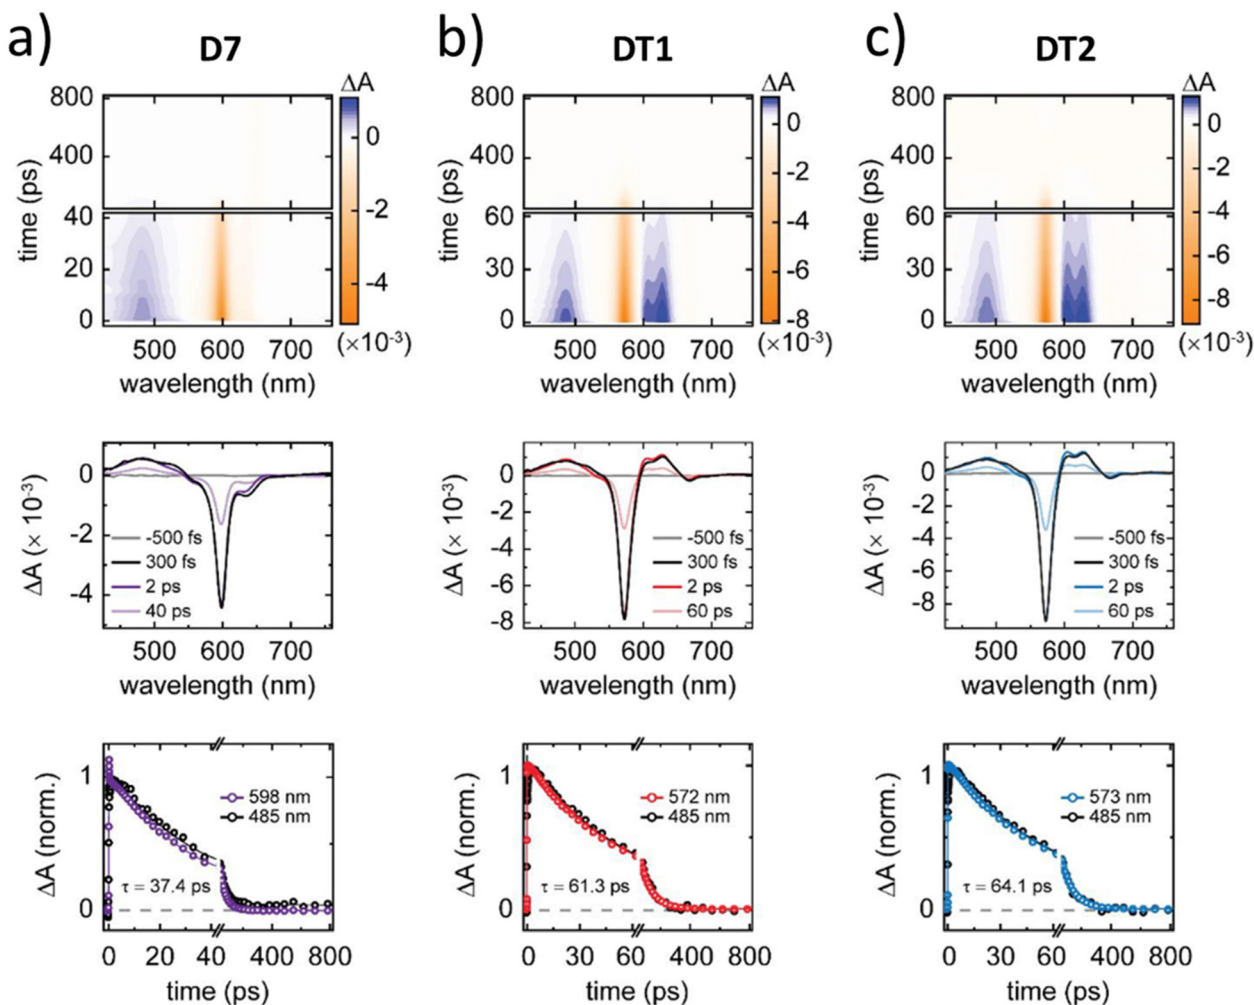 a) D7
b) DT1
c) DT2
ΔA
800
400
40
20
0
time (ps)
0
-2
-4
(×10-3)
500 600 700
wavelength (nm)
ΔA
800
400
60
30
0
time (ps)
0
-2
-4
-6
-8
(×10-3)
500 600 700
wavelength (nm)
ΔA
800
400
60
30
0
time (ps)
0
-2
-4
-6
-8
(×10-3)
500 600 700
wavelength (nm)
ΔA (× 10-3)
0
-2
-4
-500 fs
300 fs
2 ps
40 ps
500 600 700
wavelength (nm)
ΔA (× 10-3)
0
-2
-4
-6
-8
-500 fs
300 fs
2 ps
60 ps
500 600 700
wavelength (nm)
ΔA (× 10-3)
0
-2
-4
-6
-8
-500 fs
300 fs
2 ps
60 ps
500 600 700
wavelength (nm)
ΔA (norm.)
1
0
598 nm
485 nm
τ = 37.4 ps
0 20 40 400 800
time (ps)
ΔA (norm.)
1
0
572 nm
485 nm
τ = 61.3 ps
0 30 60 400 800
time (ps)
ΔA (norm.)
1
0
573 nm
485 nm
τ = 64.1 ps
0 30 60 400 800
time (ps)